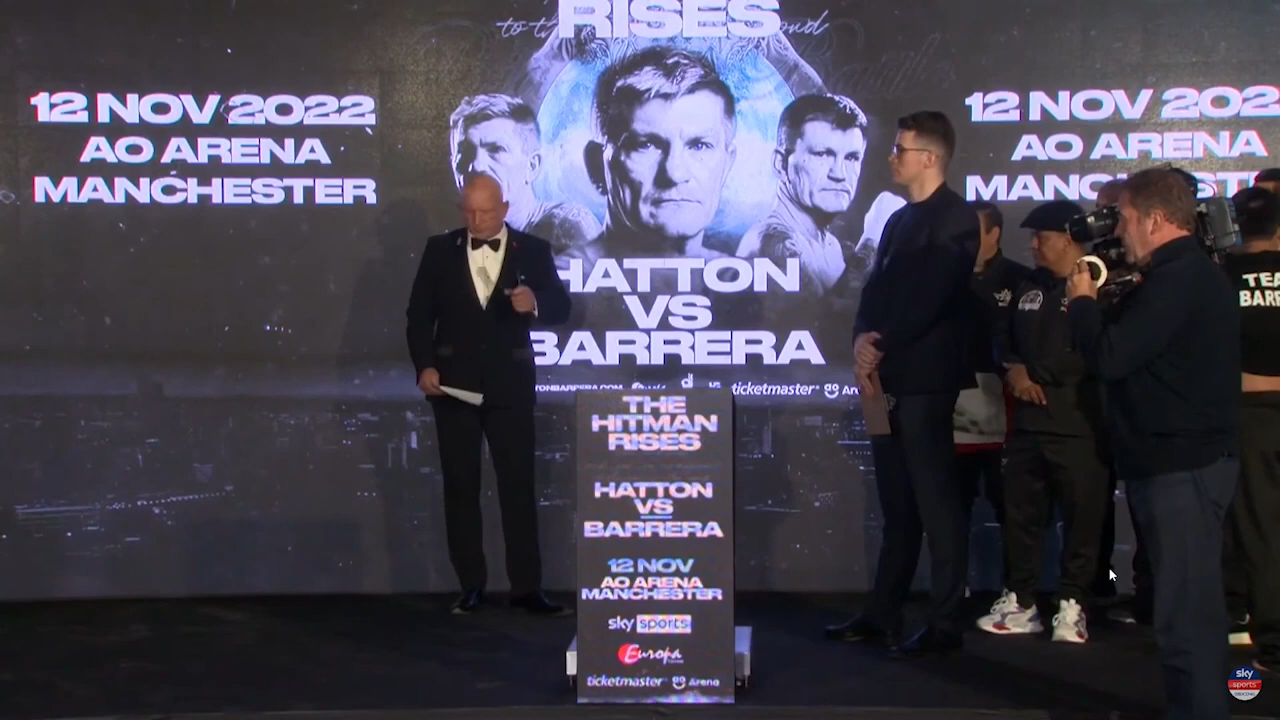 RISES
12 NOV 2022
AO ARENA
MANCHESTER
HATTON
VS
BARRERA
ticketmaster
12 NOV 202
AO ARENA
TEA
BARR
THE
HITMAN
RISES
HATTON
VS
BARRERA
12 NOV
AO ARENA
MANCHESTER
sky sports
Europa
ticketmaster AO Arena
sky
sports